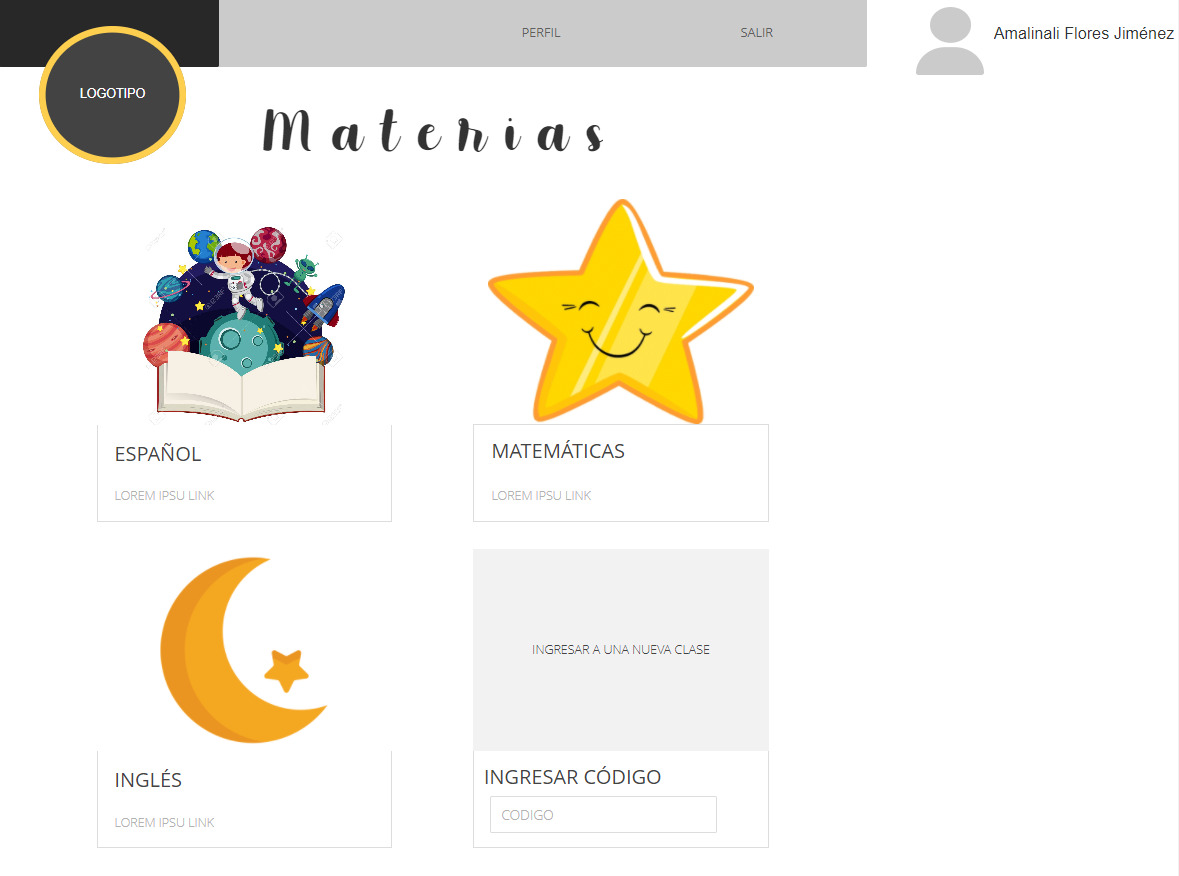 PERFIL
SALIR
Amalinali Flores Jiménez
LOGOTIPO
Materias
ESPAÑOL
LOREM IPSU LINK
MATEMÁTICAS
LOREM IPSU LINK
INGLÉS
LOREM IPSU LINK
INGRESAR A UNA NUEVA CLASE
INGRESAR CÓDIGO
CODIGO